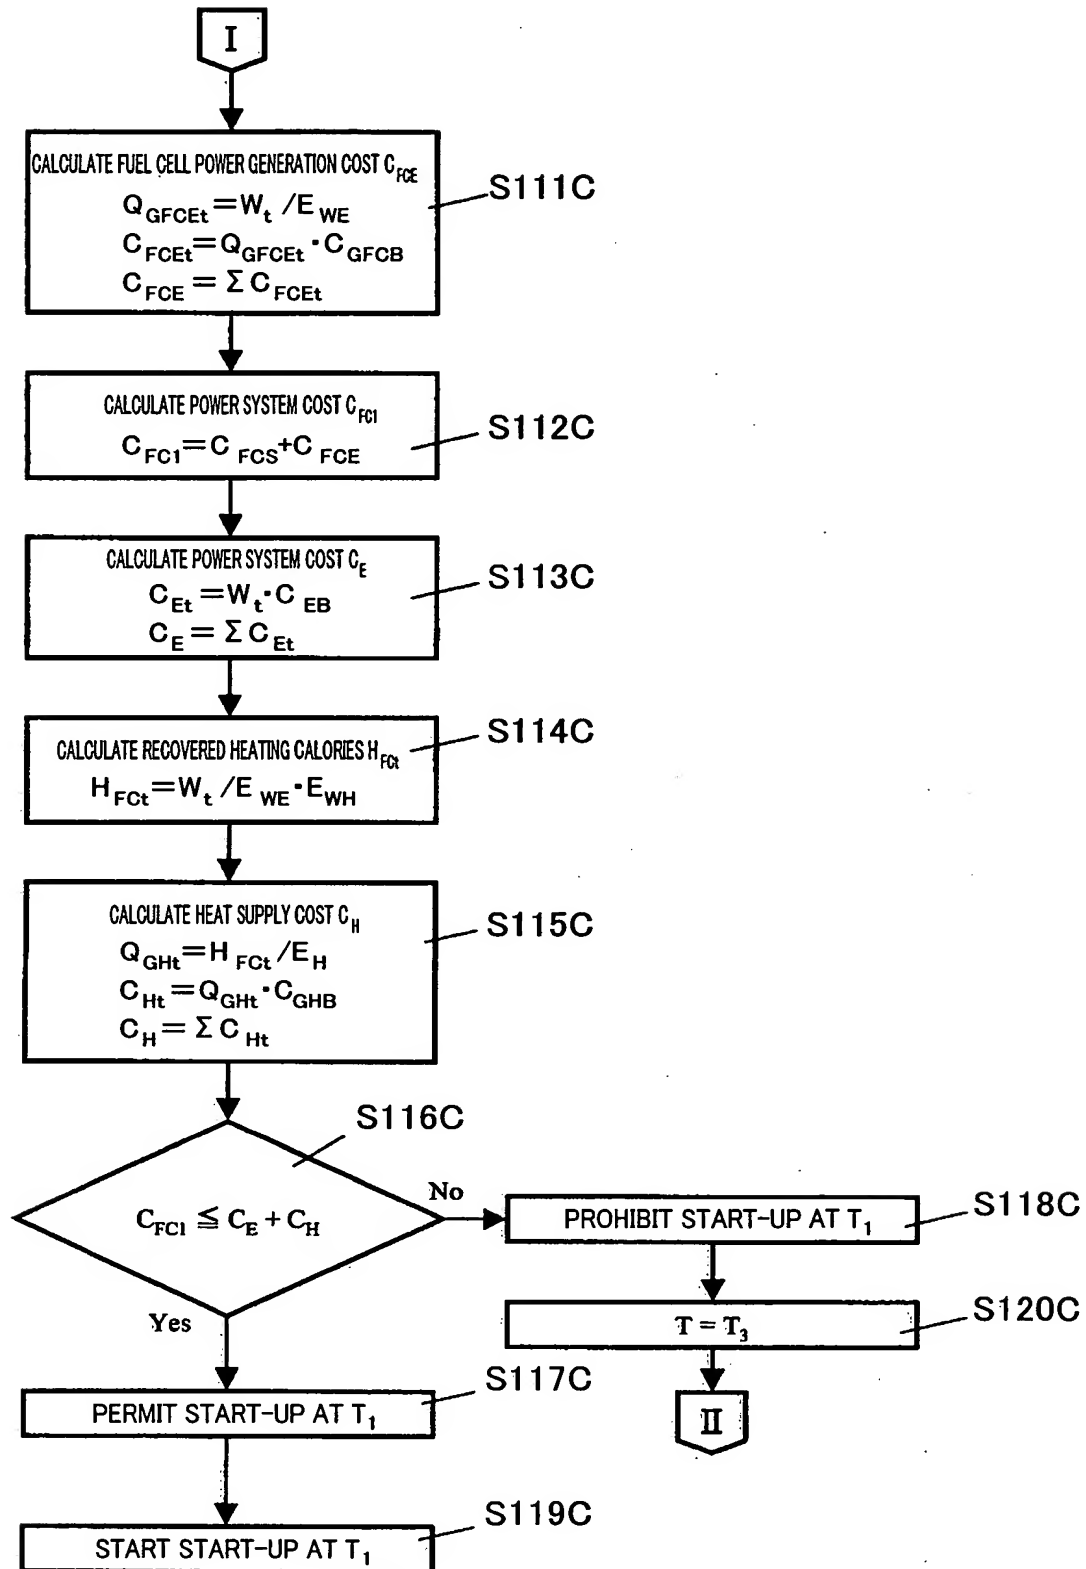 I
CALCULATE FUEL CELL POWER GENERATION COST C_FCE
Q_GFCEt = W_t / E_WE
C_FCEt = Q_GFCEt · C_GFCB
C_FCE = Σ C_FCEt
S111C
CALCULATE POWER SYSTEM COST C_FC1
C_FC1 = C_FCS + C_FCE
S112C
CALCULATE POWER SYSTEM COST C_E
C_Et = W_t · C_EB
C_E = Σ C_Et
S113C
CALCULATE RECOVERED HEATING CALORIES H_FCt
H_FCt = W_t / E_WE · E_WH
S114C
CALCULATE HEAT SUPPLY COST C_H
Q_GHt = H_FCt / E_H
C_Ht = Q_GHt · C_GHB
C_H = Σ C_Ht
S115C
S116C
C_FC1 ≦ C_E + C_H
No
Yes
PROHIBIT START-UP AT T_1
S118C
T = T_3
S120C
II
PERMIT START-UP AT T_1
S117C
START START-UP AT T_1
S119C